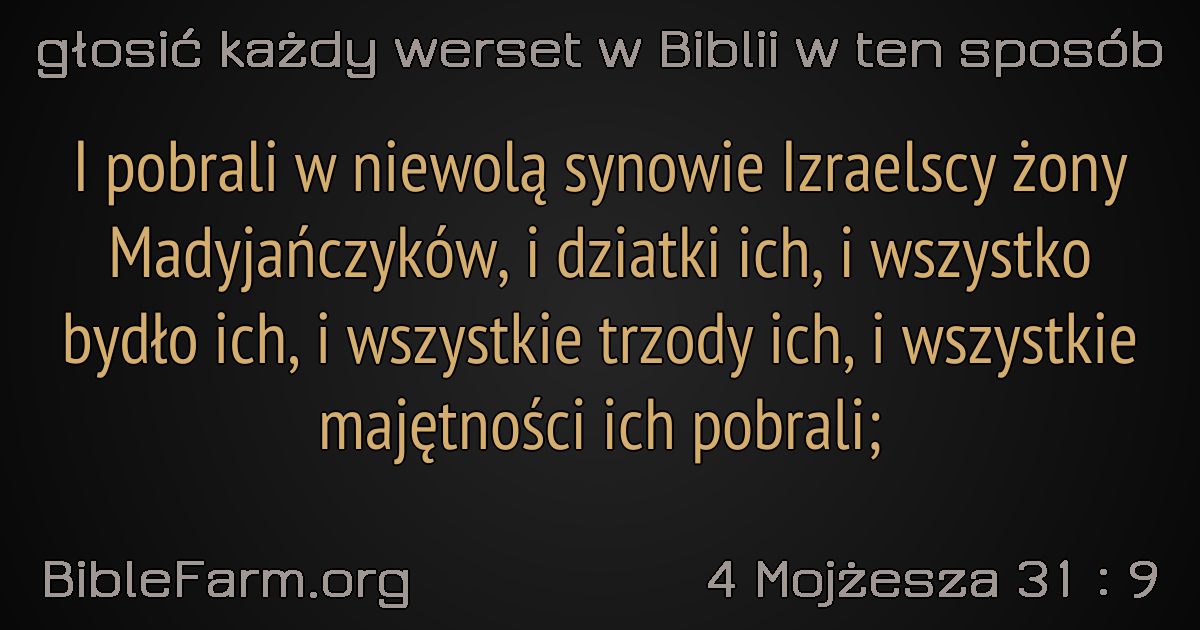 głosić każdy werset w Biblii w ten sposób
I pobrali w niewolą synowie Izraelscy żony
Madyjańczyków, i dziatki ich, i wszystko
bydło ich, i wszystkie trzody ich, i wszystkie
majętności ich pobrali;
BibleFarm.org
4 Mojżesza 31 : 9